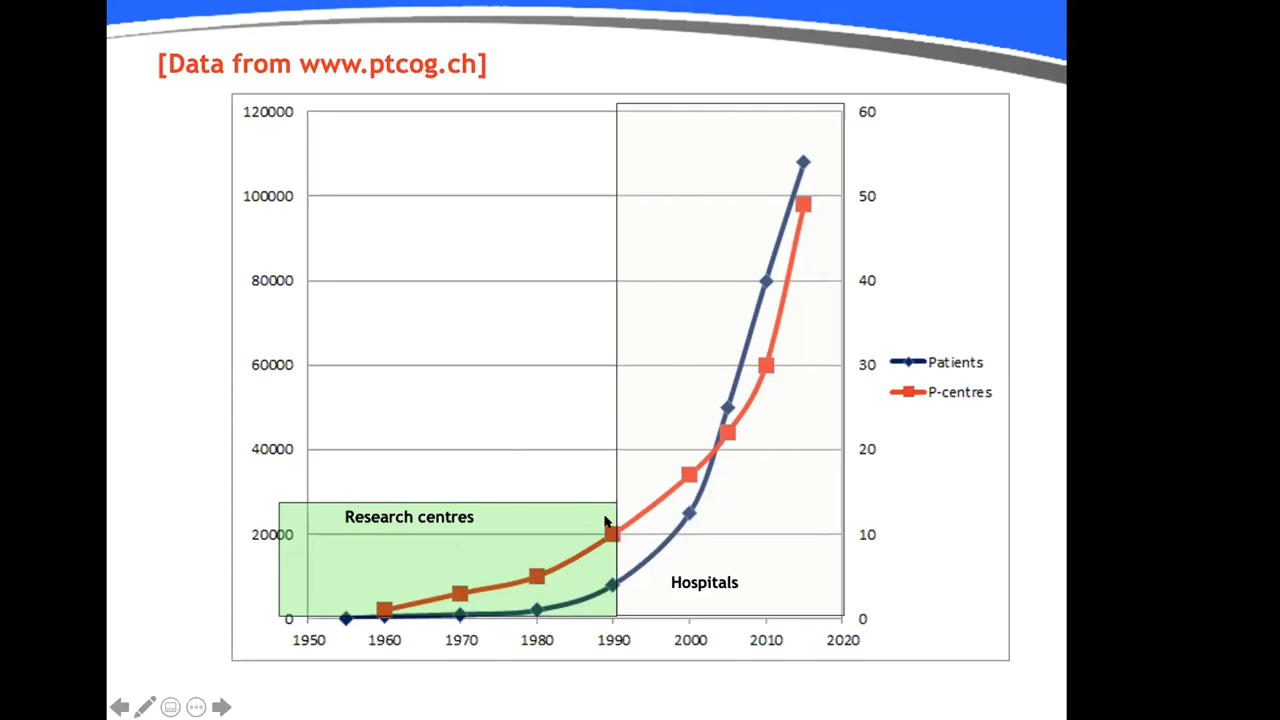 [Data from www.ptcog.ch]
120000
100000
80000
60000
40000
20000
0
60
50
40
30
20
10
0
Research centres
Hospitals
Patients
P-centres
1950 1960 1970 1980 1990 2000 2010 2020